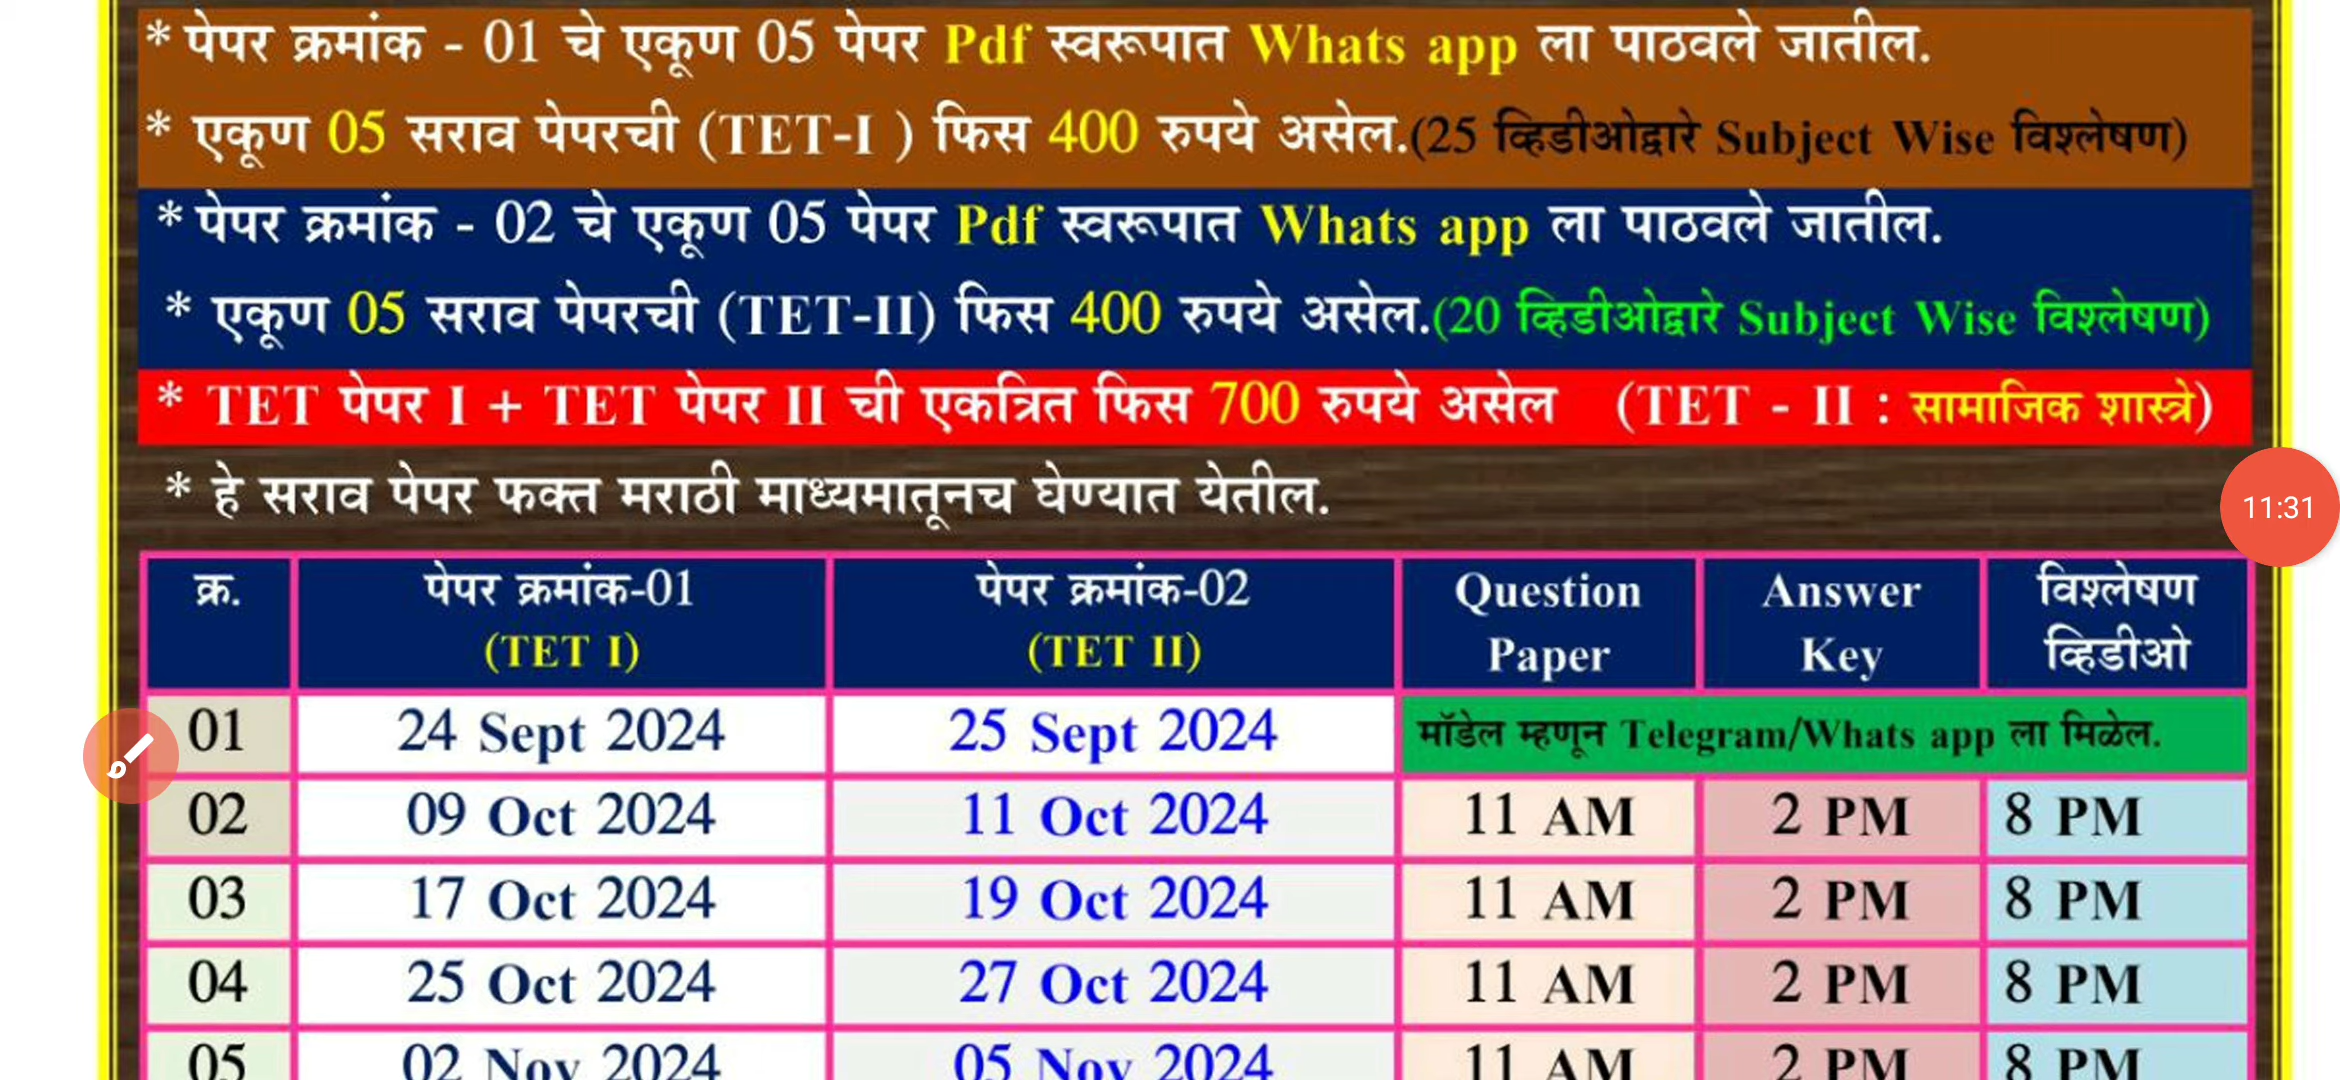 * पेपर क्रमांक - 01 चे एकूण 05 पेपर Pdf स्वरूपात Whats app ला पाठवले जातील.
* एकूण 05 सराव पेपरची (TET-I ) फिस 400 रुपये असेल.(25 व्हिडीओद्वारे Subject Wise विश्लेषण)
* पेपर क्रमांक - 02 चे एकूण 05 पेपर Pdf स्वरूपात Whats app ला पाठवले जातील.
* एकूण 05 सराव पेपरची (TET-II) फिस 400 रुपये असेल.(20 व्हिडीओद्वारे Subject Wise विश्लेषण)
* TET पेपर I + TET पेपर II ची एकत्रित फिस 700 रुपये असेल (TET - II : सामाजिक शास्त्रे)
* हे सराव पेपर फक्त मराठी माध्यमातूनच घेण्यात येतील.
11:31
क्र. पेपर क्रमांक-01 पेपर क्रमांक-02 Question Answer विश्लेषण
(TET I) (TET II) Paper Key व्हिडीओ
01 24 Sept 2024 25 Sept 2024 मॉडेल म्हणून Telegram/Whats app ला मिळेल.
02 09 Oct 2024 11 Oct 2024 11 AM 2 PM 8 PM
03 17 Oct 2024 19 Oct 2024 11 AM 2 PM 8 PM
04 25 Oct 2024 27 Oct 2024 11 AM 2 PM 8 PM
05 02 Nov 2024 05 Nov 2024 11 AM 2 PM 8 PM